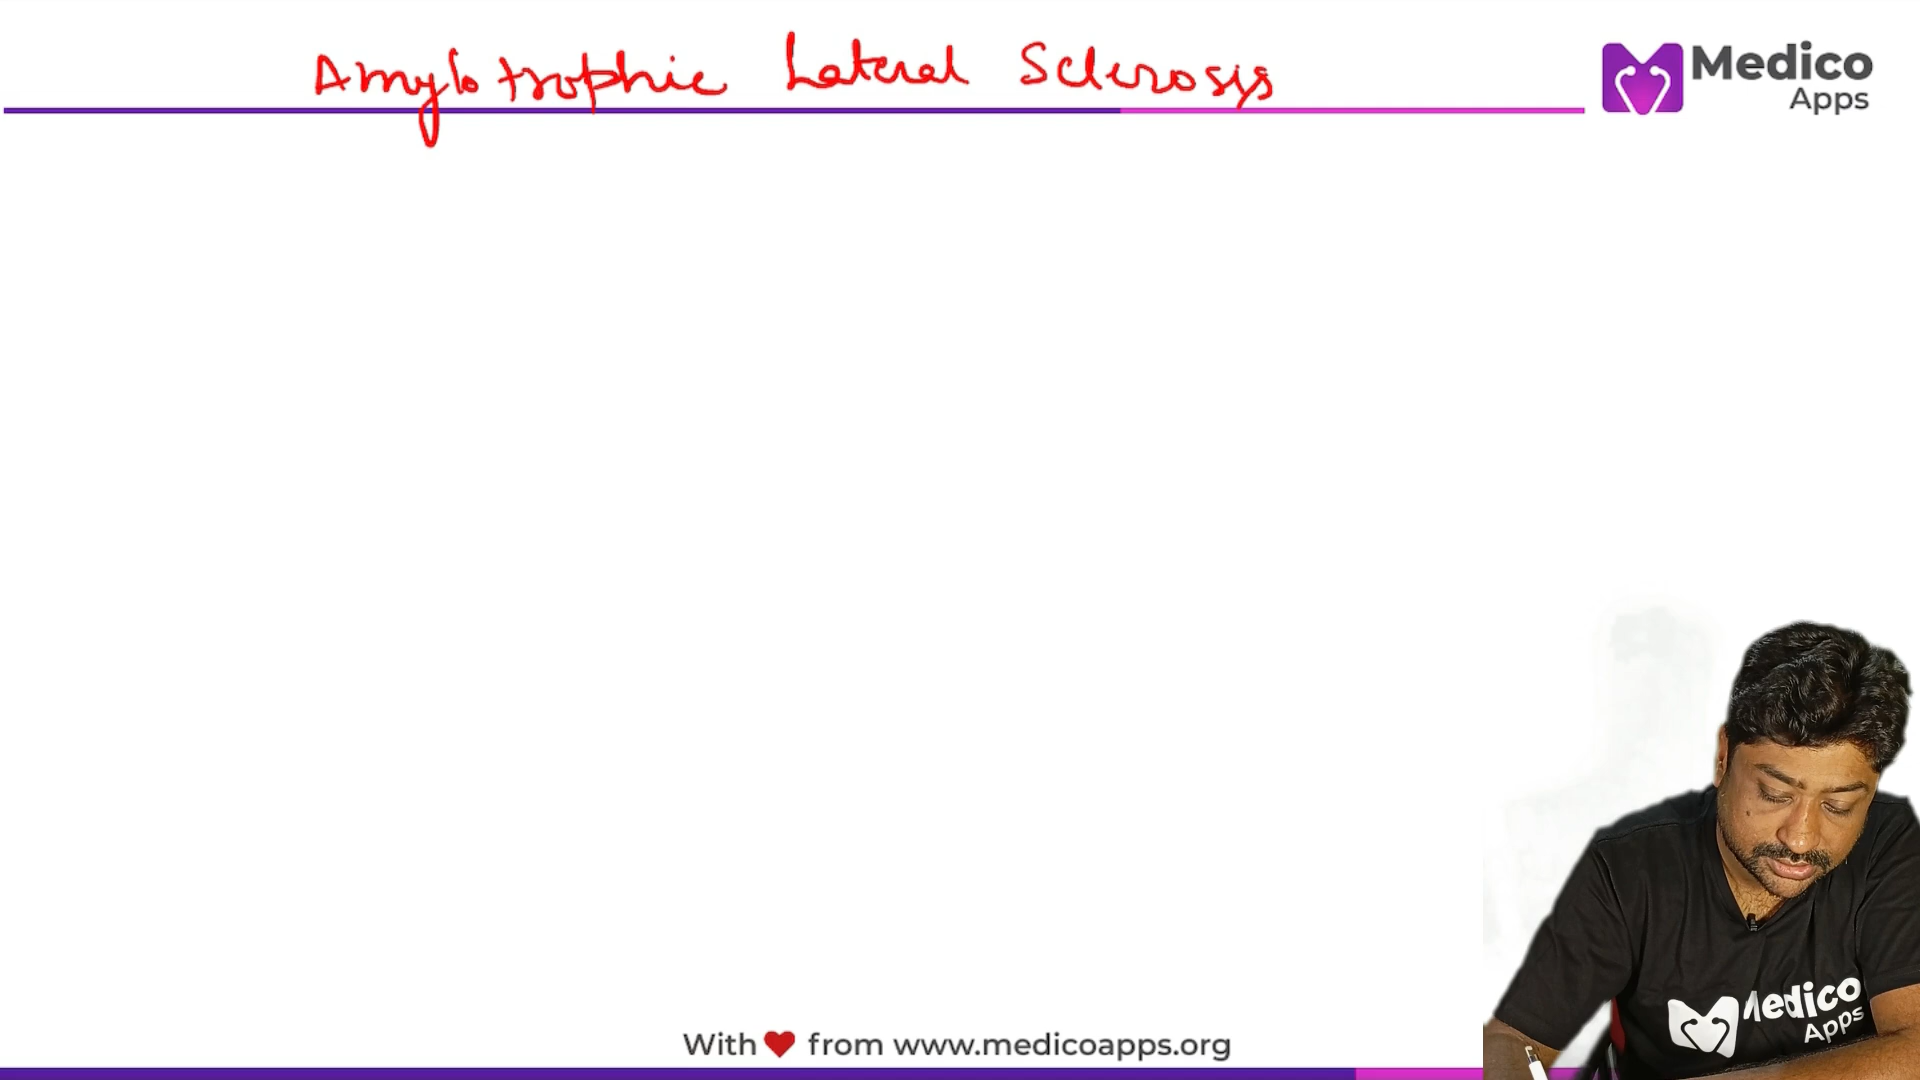 Amylotrophic Lateral Sclerosis
Medico
Apps
Medico
Apps
With ❤ from www.medicoapps.org